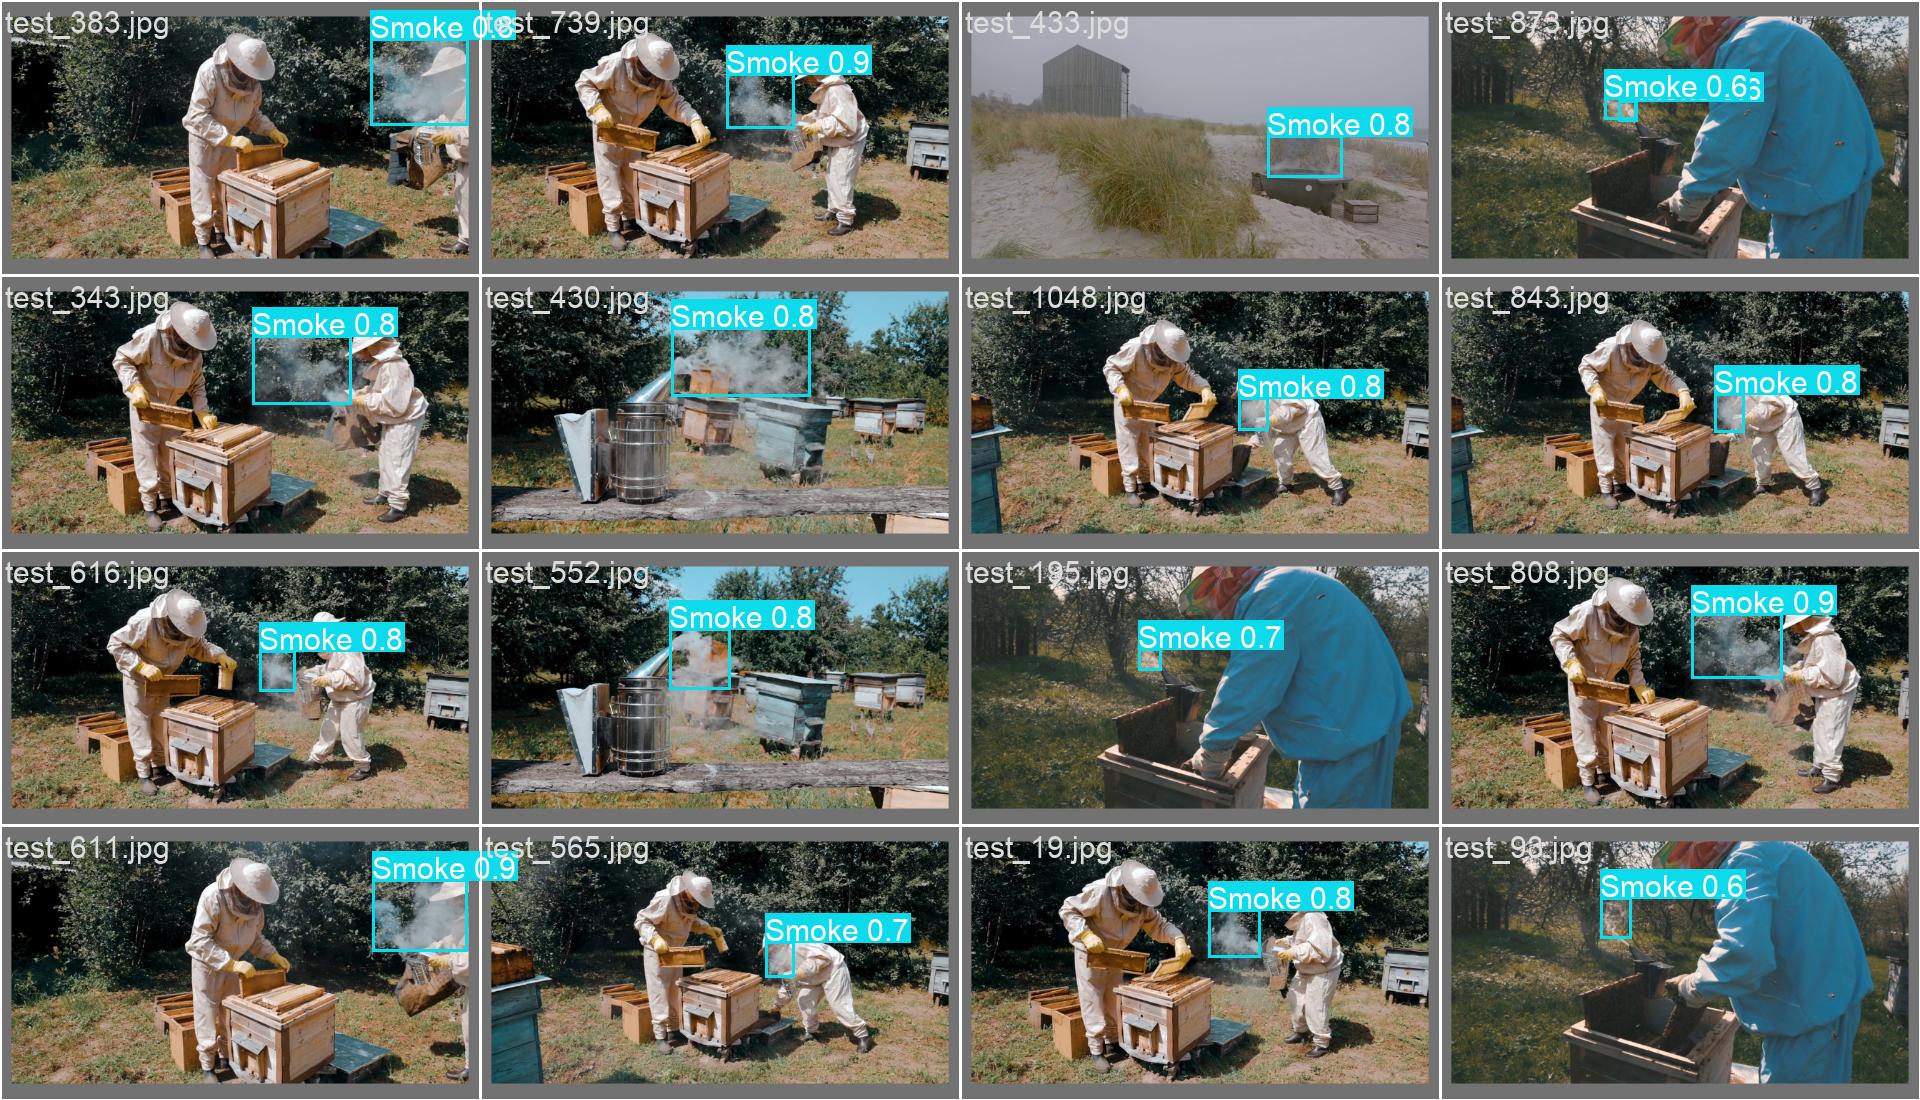 test_383.jpg
Smoke 0.8
test_739.jpg
Smoke 0.9
test_433.jpg
Smoke 0.8
test_873.jpg
Smoke 0.6
test_343.jpg
Smoke 0.8
test_430.jpg
Smoke 0.8
test_1048.jpg
Smoke 0.8
test_843.jpg
Smoke 0.8
test_616.jpg
Smoke 0.8
test_552.jpg
Smoke 0.8
test_195.jpg
Smoke 0.7
test_808.jpg
Smoke 0.9
test_611.jpg
Smoke 0.9
test_565.jpg
Smoke 0.7
test_19.jpg
Smoke 0.8
test_93.jpg
Smoke 0.6